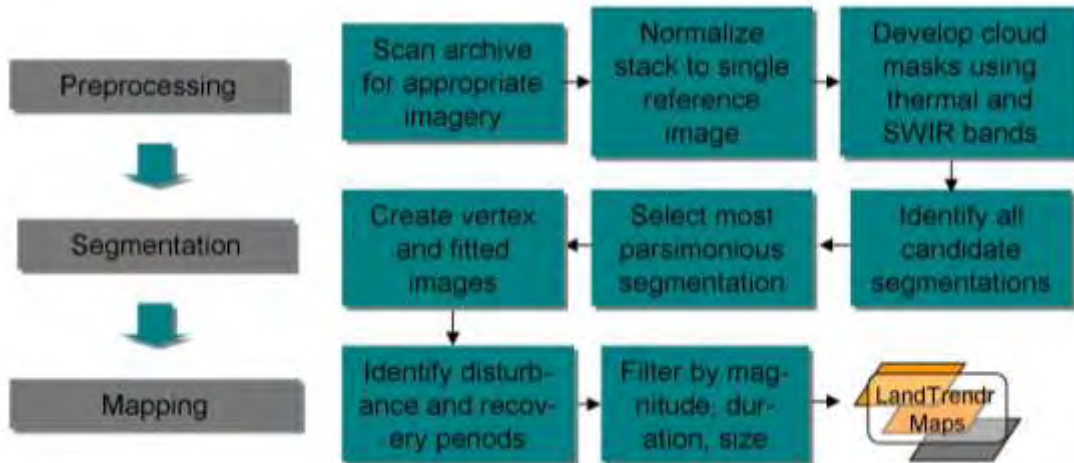 Preprocessing
Scan archive
for appropriate
imagery
Normalize
stack to single
reference
image
Develop cloud
masks using
thermal and
SWIR bands
Segmentation
Create vertex
and fitted
images
Select most
parsimonious
segmentation
Identify all
candidate
segmentations
Mapping
Identify disturb-
ance and recov-
ery periods
Filter by mag-
nitude, dur-
ation, size
LandTrendr
Maps